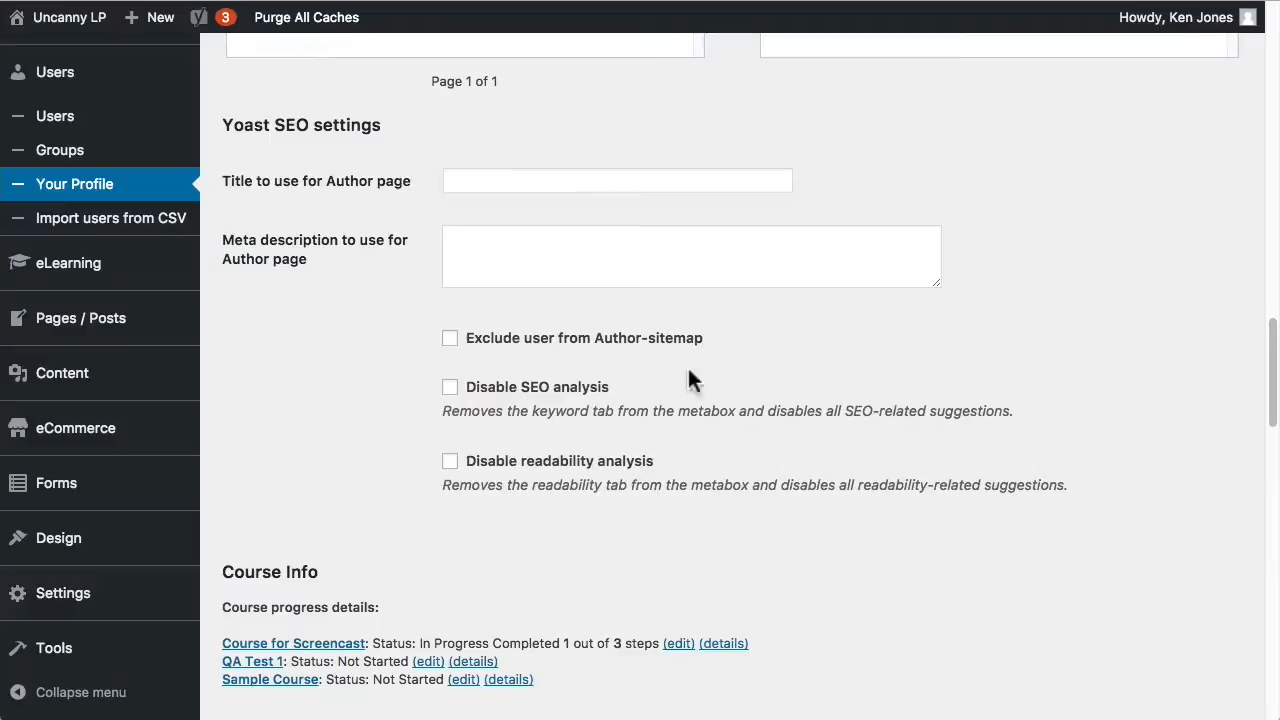 Uncanny LP
New
3
Purge All Caches
Howdy, Ken Jones
Users
Users
Groups
Your Profile
Import users from CSV
eLearning
Pages / Posts
Content
eCommerce
Forms
Design
Settings
Tools
Collapse menu
Page 1 of 1
Yoast SEO settings
Title to use for Author page
Meta description to use for
Author page
Exclude user from Author-sitemap
Disable SEO analysis
Removes the keyword tab from the metabox and disables all SEO-related suggestions.
Disable readability analysis
Removes the readability tab from the metabox and disables all readability-related suggestions.
Course Info
Course progress details:
Course for Screencast: Status: In Progress Completed 1 out of 3 steps (edit) (details)
QA Test 1: Status: Not Started (edit) (details)
Sample Course: Status: Not Started (edit) (details)